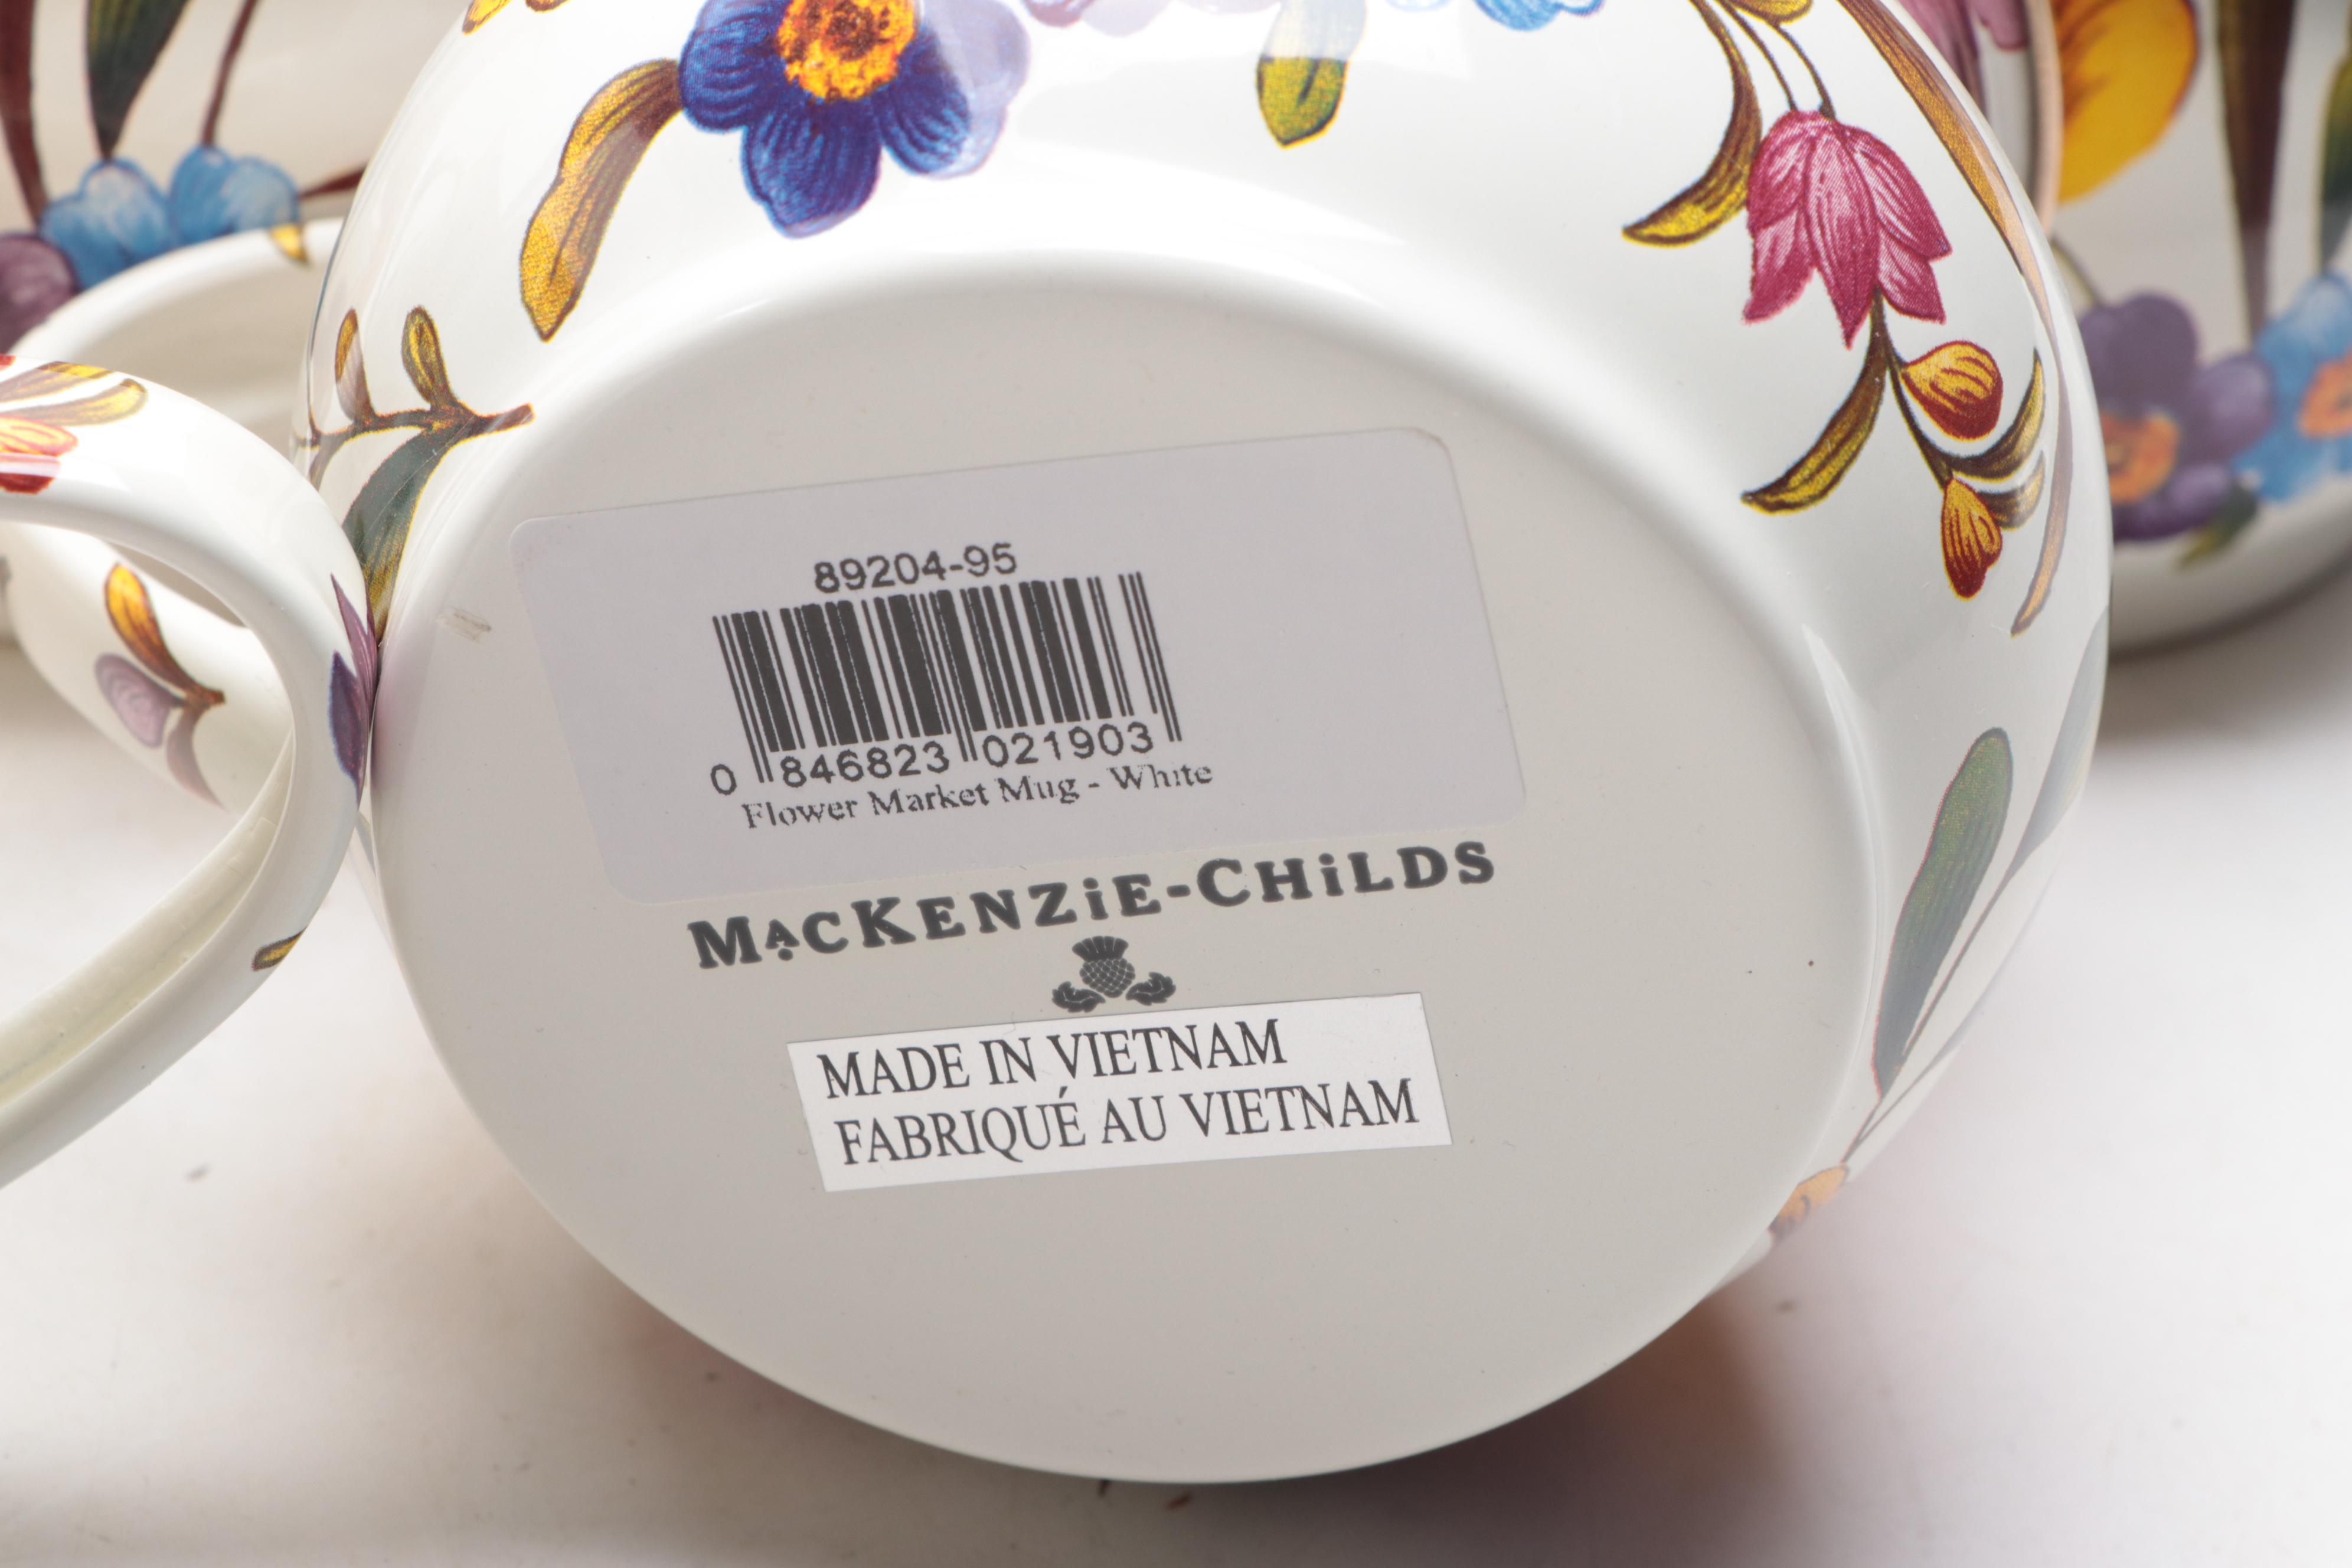 89204-95
0 846823 021903
Flower Market Mug - White
MACKENZiE-CHiLDS
MADE IN VIETNAM
FABRIQUÉ AU VIETNAM